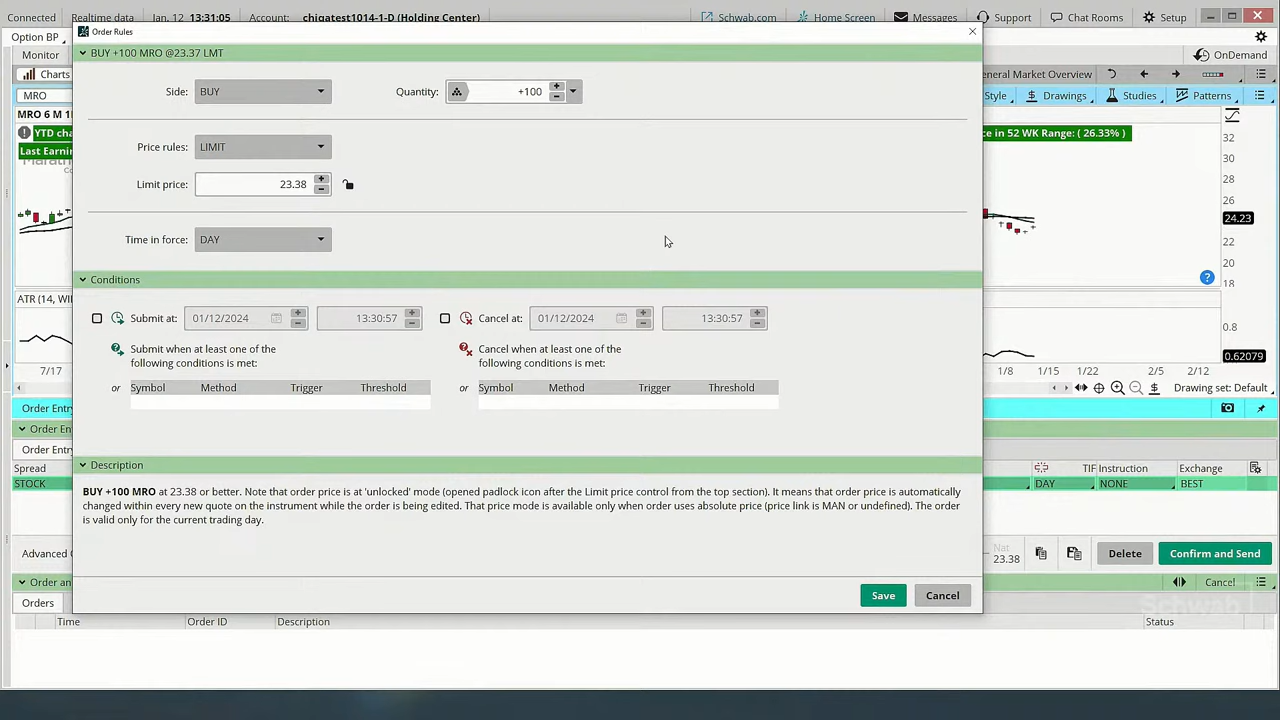 Connected Realtime data Jan. 12, 13:31:05 Account: chiqatest1014-1-D (Holding Center) Schwab.com Home Screen Messages Support Chat Rooms Setup
Order Rules
Option BP
BUY +100 MRO @23.37 LMT
Monitor OnDemand
Charts General Market Overview
Side: BUY Quantity: +100
MRO Style Drawings Studies Patterns
MRO 6 M 1
YTD cha ce in 52 WK Range: ( 26.33% ) 32
Price rules: LIMIT
Last Earnin 30
28
Limit price: 23.38
26
24.23
Time in force: DAY 22
20
Conditions
18
ATR (14, WI
Submit at: 01/12/2024 13:30:57 Cancel at: 01/12/2024 13:30:57
0.8
Submit when at least one of the Cancel when at least one of the
following conditions is met: following conditions is met:
0.62079
7/17 1/8 1/22 2/12
or Symbol Method Trigger Threshold or Symbol Method Trigger Threshold
Drawing set: Default
Order Entry
Order En
Order Entry
Description
Spread TIF Instruction Exchange
STOCK DAY NONE BEST
BUY +100 MRO at 23.38 or better. Note that order price is at 'unlocked' mode (opened padlock icon after the Limit price control from the top section). It means that order price is automatically
changed within every new quote on the instrument while the order is being edited. That price mode is available only when order uses absolute price (price link is MAN or undefined). The order
is valid only for the current trading day.
Nat
Advanced O 23.38 Delete Confirm and Send
Order an Cancel
Save Cancel
Orders Schwab
Time Order ID Description Status